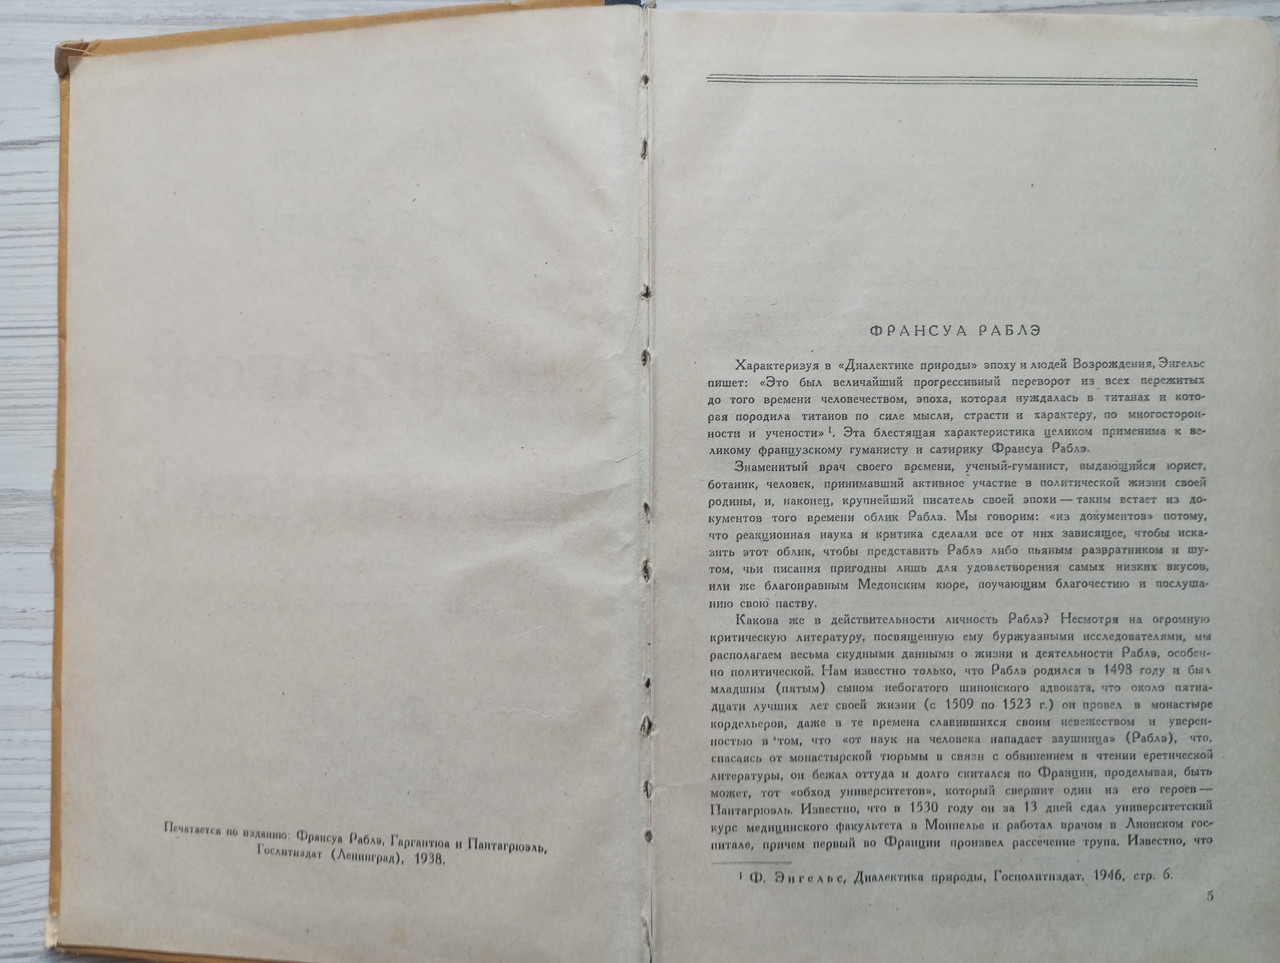 Печатается по изданию: Франсуа Раблэ, Гаргантюа и Пантагрюэль,
Гослитиздат (Ленинград), 1938.
ФРАНСУА РАБЛЭ
Характеризуя в «Диалектике природы» эпоху и людей Возрождения, Энгельс
пишет: «Это был величайший прогрессивный переворот из всех пережитых
до того времени человечеством, эпоха, которая нуждалась в титанах и кото-
рая породила титанов по силе мысли, страсти и характеру, по многосторон-
ности и учености» ¹. Эта блестящая характеристика целиком применима к ве-
ликому французскому гуманисту и сатирику Франсуа Раблэ.
Знаменитый врач своего времени, ученый-гуманист, выдающийся юрист,
ботаник, человек, принимавший активное участие в политической жизни своей
родины, и, наконец, крупнейший писатель своей эпохи — таким встает из до-
кументов того времени облик Раблэ. Мы говорим: «из документов» потому,
что реакционная наука и критика сделали все от них зависящее, чтобы иска-
зить этот облик, чтобы представить Раблэ либо пьяным развратником и шу-
том, чьи писания пригодны лишь для удовлетворения самых низких вкусов,
или же благонравным Медонским кюре, поучающим благочестию и послуша-
нию свою паству.
Какова же в действительности личность Раблэ? Несмотря на огромную
критическую литературу, посвященную ему буржуазными исследователями, мы
располагаем весьма скудными данными о жизни и деятельности Раблэ, особен-
но политической. Нам известно только, что Раблэ родился в 1498 году и был
младшим (пятым) сыном небогатого шинонского адвоката, что около пятна-
дцати лучших лет своей жизни (с 1509 по 1523 г.) он провел в монастыре
кордельеров, даже в те времена славившихся своим невежеством и уверен-
ностью в том, что «от наук на человека нападает заушница» (Раблэ), что,
спасаясь от монастырской тюрьмы в связи с обвинением в чтении еретической
литературы, он бежал оттуда и долго скитался по Франции, проделывая, быть
может, тот «обход университетов», который свершит один из его героев —
Пантагрюэль. Известно, что в 1530 году он за 13 дней сдал университетский
курс медицинского факультета в Монпелье и работал врачом в Лионском гос-
питале, причем первый во Франции произвел рассечение трупа. Известно, что
¹ Ф. Энгельс, Диалектика природы, Госполитиздат, 1946, стр. 6.
5